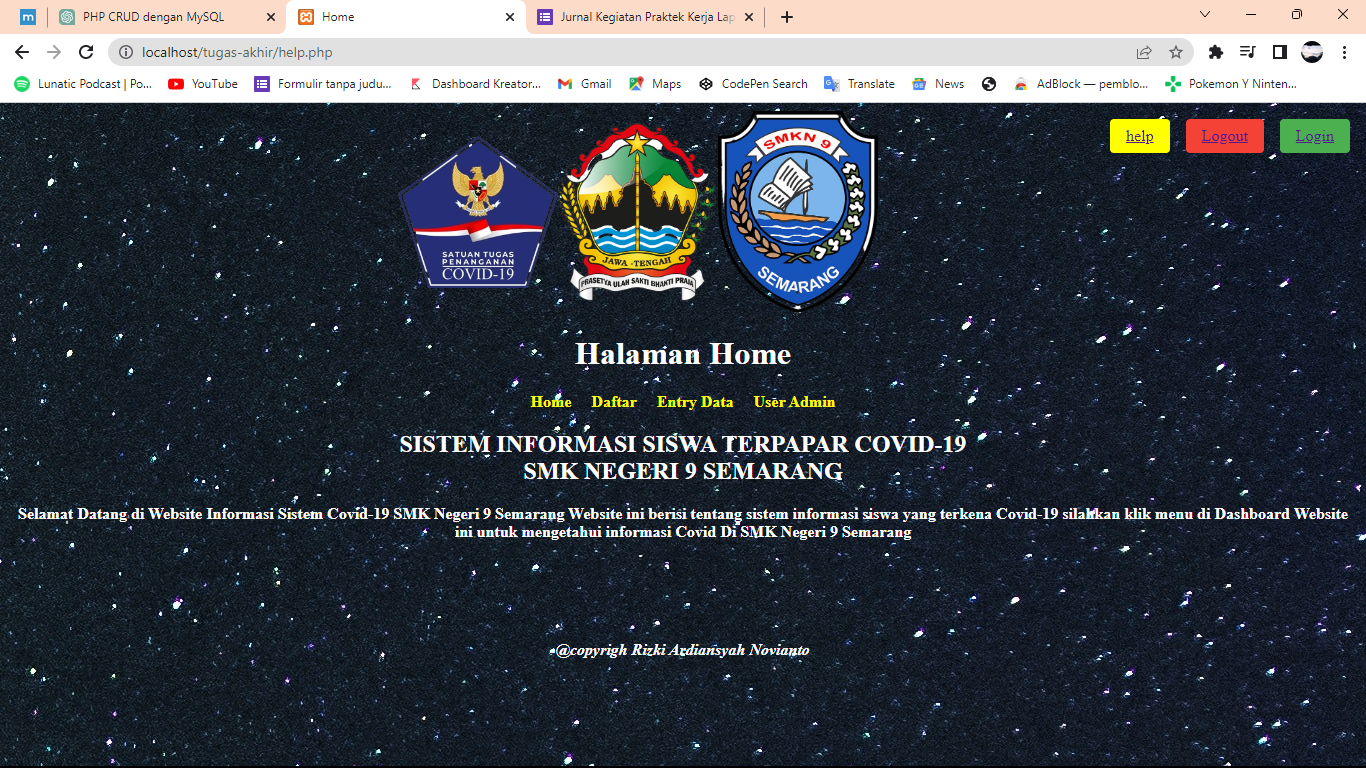 PHP CRUD dengan MySQL
Home
Jurnal Kegiatan Praktek Kerja Lap
localhost/tugas-akhir/help.php
Lunatic Podcast | Po...
YouTube
Formulir tanpa judu...
Dashboard Kreator...
Gmail
Maps
CodePen Search
Translate
News
AdBlock — pemblo...
Pokemon Y Ninten...
help
Logout
Login
SATUAN TUGAS
PENANGANAN
COVID-19
JAWA - TENGAH
PRASETYA ULAH SAKTI BHAKTI PRAJA
SMKN 9
SEMARANG
Halaman Home
Home Daftar Entry Data User Admin
SISTEM INFORMASI SISWA TERPAPAR COVID-19
SMK NEGERI 9 SEMARANG
Selamat Datang di Website Informasi Sistem Covid-19 SMK Negeri 9 Semarang Website ini berisi tentang sistem informasi siswa yang terkena Covid-19 silahkan klik menu di Dashboard Website
ini untuk mengetahui informasi Covid Di SMK Negeri 9 Semarang
@copyrigh Rizki Ardiansyah Novianto